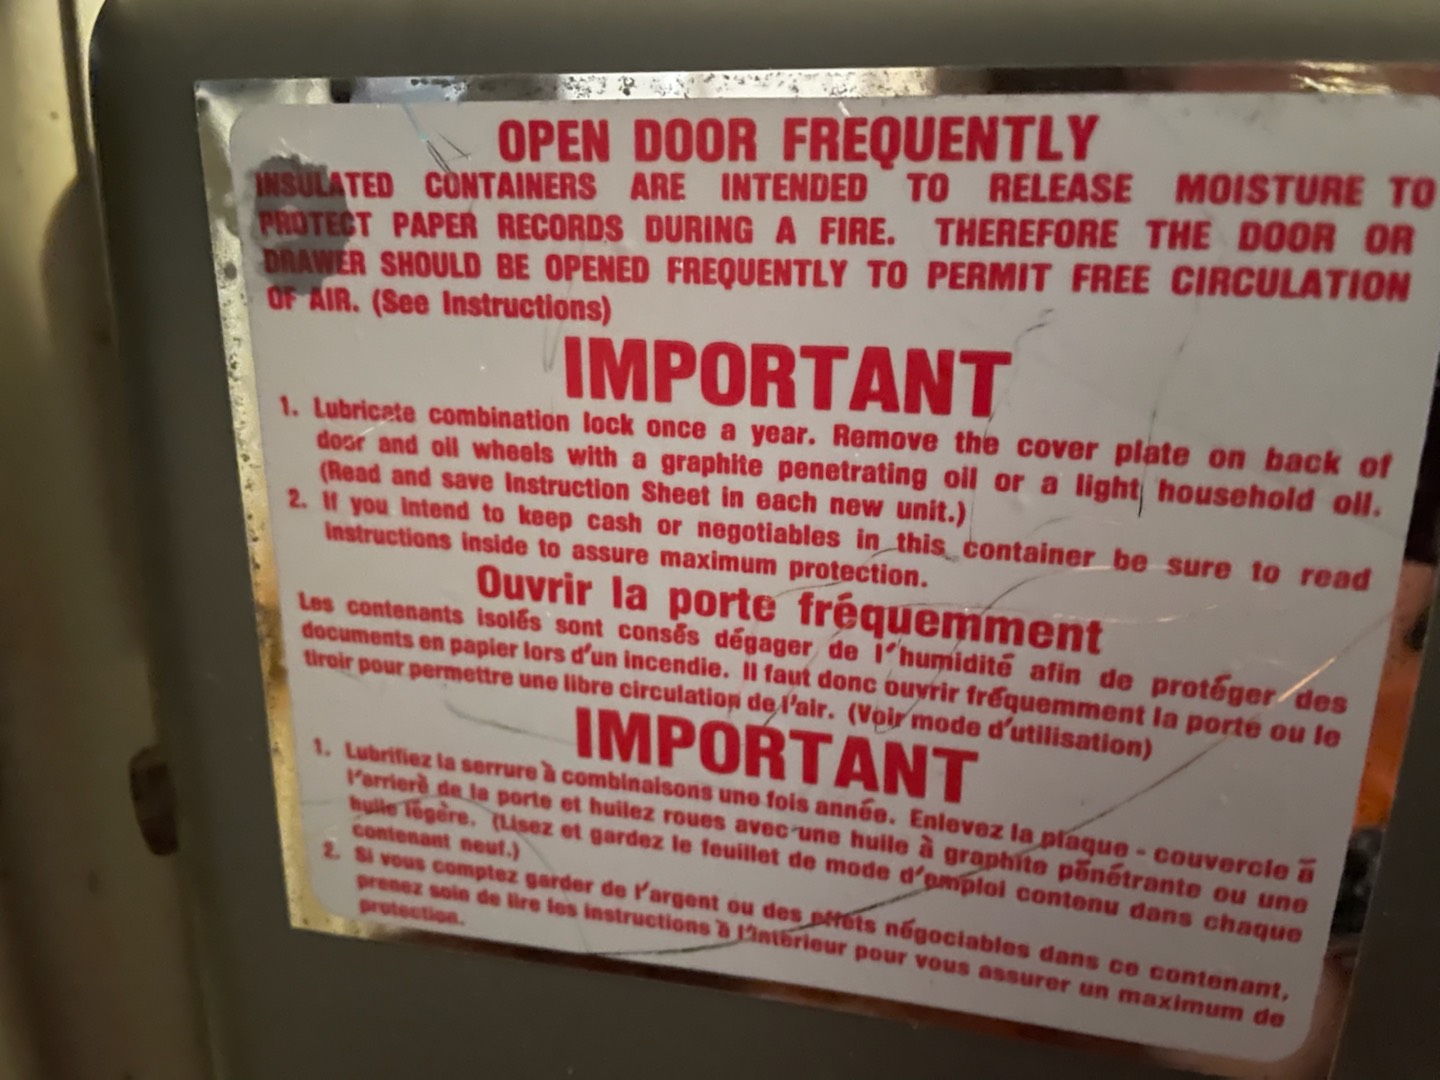 OPEN DOOR FREQUENTLY
INSULATED CONTAINERS ARE INTENDED TO RELEASE MOISTURE TO
PROTECT PAPER RECORDS DURING A FIRE. THEREFORE THE DOOR OR
DRAWER SHOULD BE OPENED FREQUENTLY TO PERMIT FREE CIRCULATION
OF AIR. (See Instructions)
IMPORTANT
1. Lubricate combination lock once a year. Remove the cover plate on back of
door and oil wheels with a graphite penetrating oil or a light household oil.
(Read and save Instruction Sheet in each new unit.)
2. If you intend to keep cash or negotiables in this container be sure to read
instructions inside to assure maximum protection.
Ouvrir la porte fréquemment
Les contenants isolés sont consés dégager de l'humidité afin de protéger des
documents en papier lors d'un incendie. Il faut donc ouvrir fréquemment la porte ou le
tiroir pour permettre une libre circulation de l'air. (Voir mode d'utilisation)
IMPORTANT
1. Lubrifiez la serrure à combinaisons une fois année. Enlevez la plaque - couvercle à
l'arrierè de la porte et huilez roues avec une huile à graphite pénétrante ou une
huile légère. (Lisez et gardez le feuillet de mode d'emploi contenu dans chaque
contenant neuf.)
2. Si vous comptez garder de l'argent ou des effets négociables dans ce contenant,
prenez soin de lire les instructions à l'intérieur pour vous assurer un maximum de
protection.